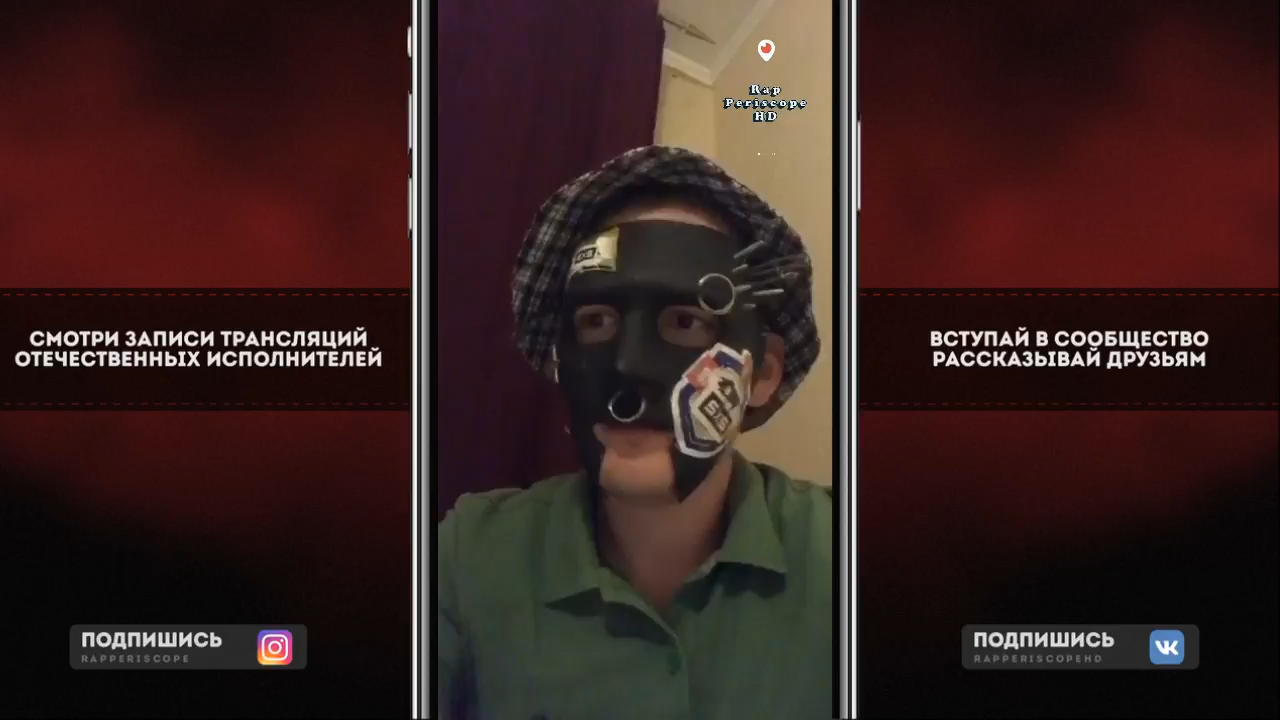 Rap
Periscope
HD
СМОТРИ ЗАПИСИ ТРАНСЛЯЦИЙ
ОТЕЧЕСТВЕННЫХ ИСПОЛНИТЕЛЕЙ
ВСТУПАЙ В СООБЩЕСТВО
РАССКАЗЫВАЙ ДРУЗЬЯМ
ПОДПИШИСЬ
RAPPERISCOPE
ПОДПИШИСЬ
RAPPERISCOPEHD